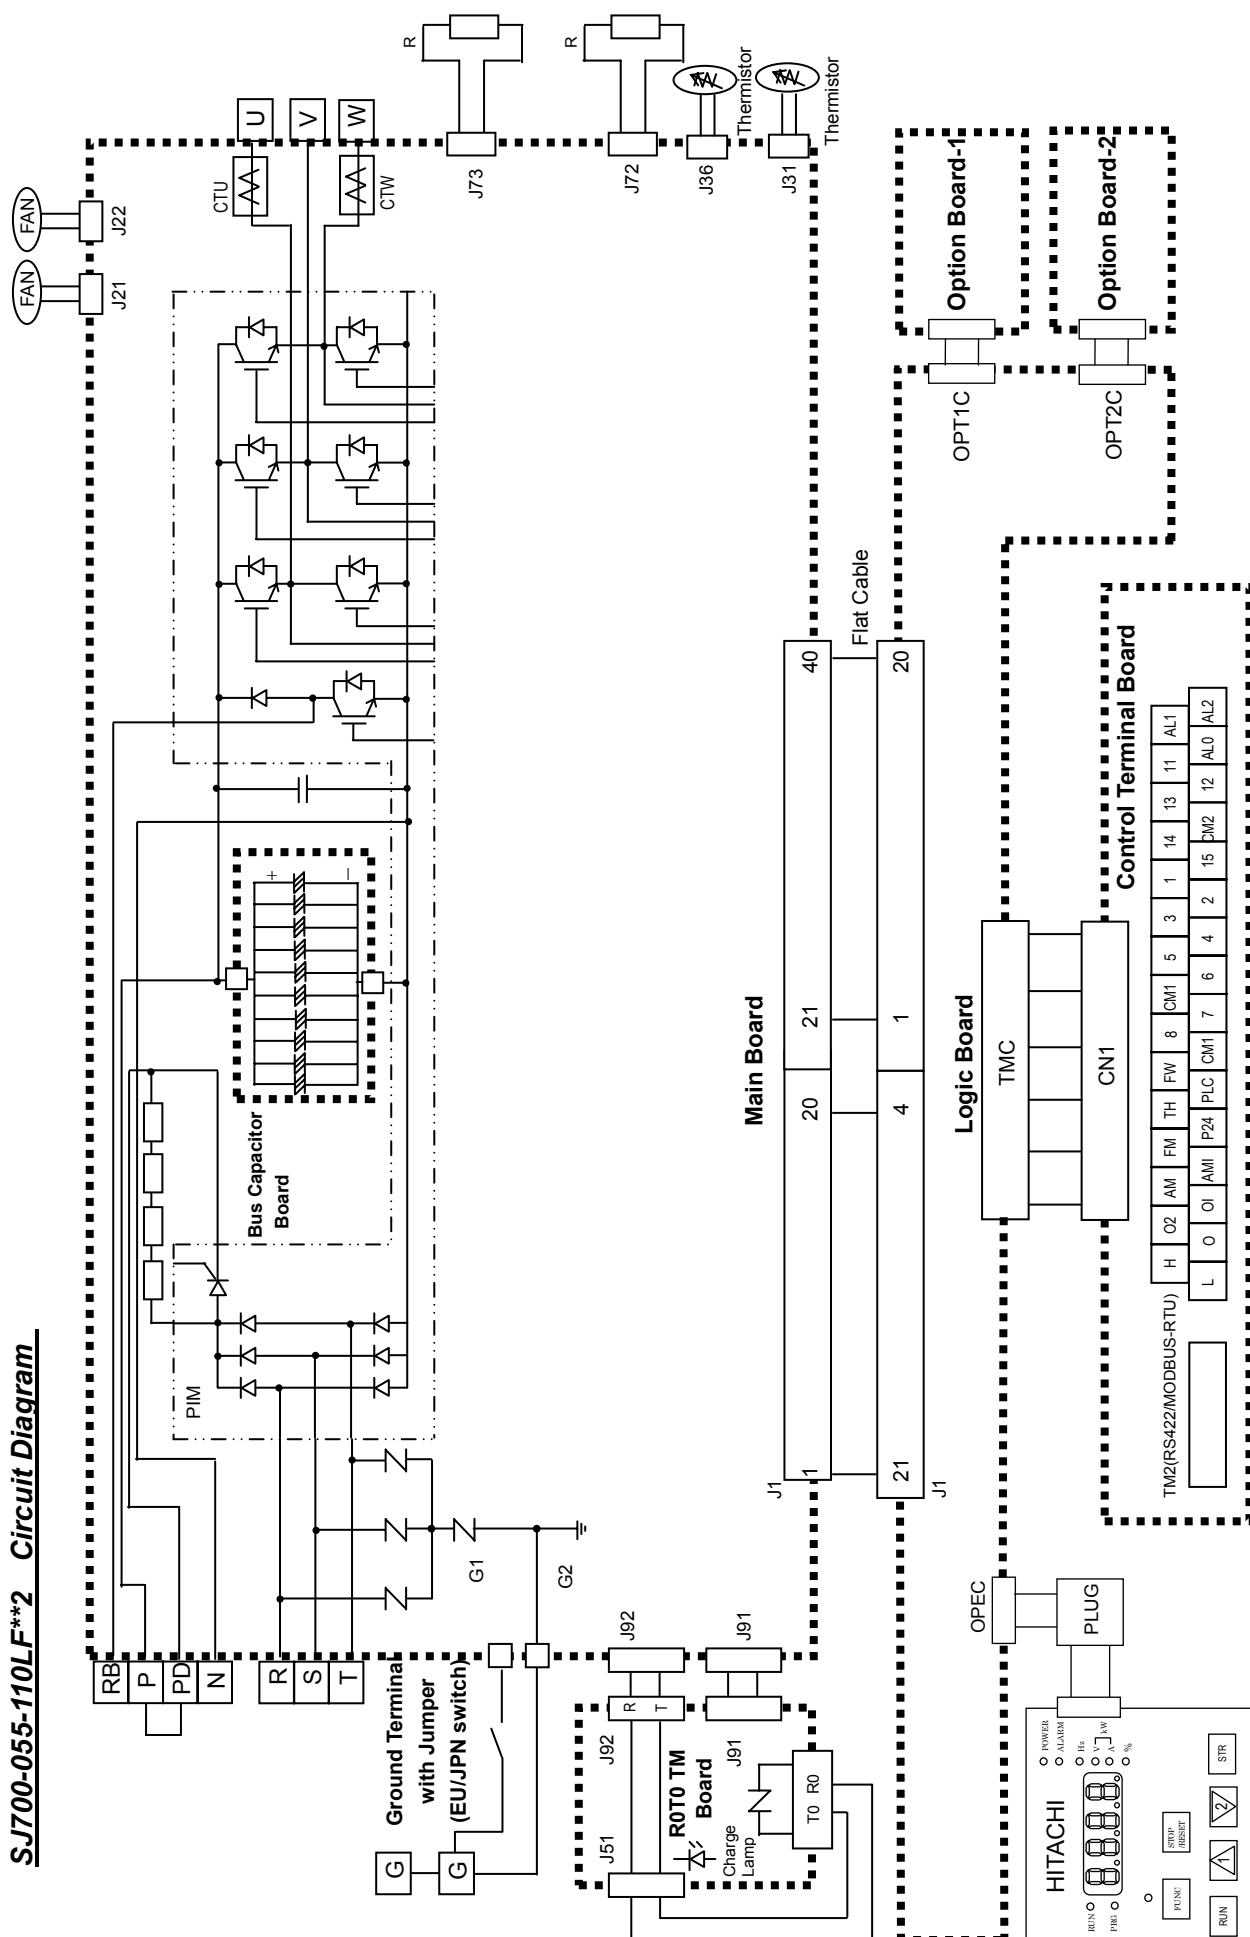 SJ700-055-110LF**2 Circuit Diagram
FAN
J21
FAN
J22
RB
P
PD
N
R
S
T
PIM
Bus Capacitor
Board
+
−
CTU
CTW
U
V
W
R
J73
R
J72
J36
Thermistor
J31
Thermistor
G1
G2
Ground Terminal
with Jumper
(EU/JPN switch)
G
G
J92
J91
J92
R
T
J91
J51
R0T0 TM
Board
Charge
Lamp
T0 R0
Main Board
J1
1
20
21
40
Flat Cable
21
4
1
20
J1
Logic Board
TMC
CN1
OPT1C
Option Board-1
OPT2C
Option Board-2
Control Terminal Board
H
O2
AM
FM
TH
FW
8
CM1
5
3
1
14
13
11
AL1
L
O
OI
AMI
P24
PLC
CM1
7
6
4
2
15
CM2
12
AL0
AL2
TM2(RS422/MODBUS-RTU)
OPEC
PLUG
HITACHI
POWER
ALARM
Hz
V
kW
A
%
RUN
PRG
8888
FUNC
STOP
/RESET
RUN
1
2
STR